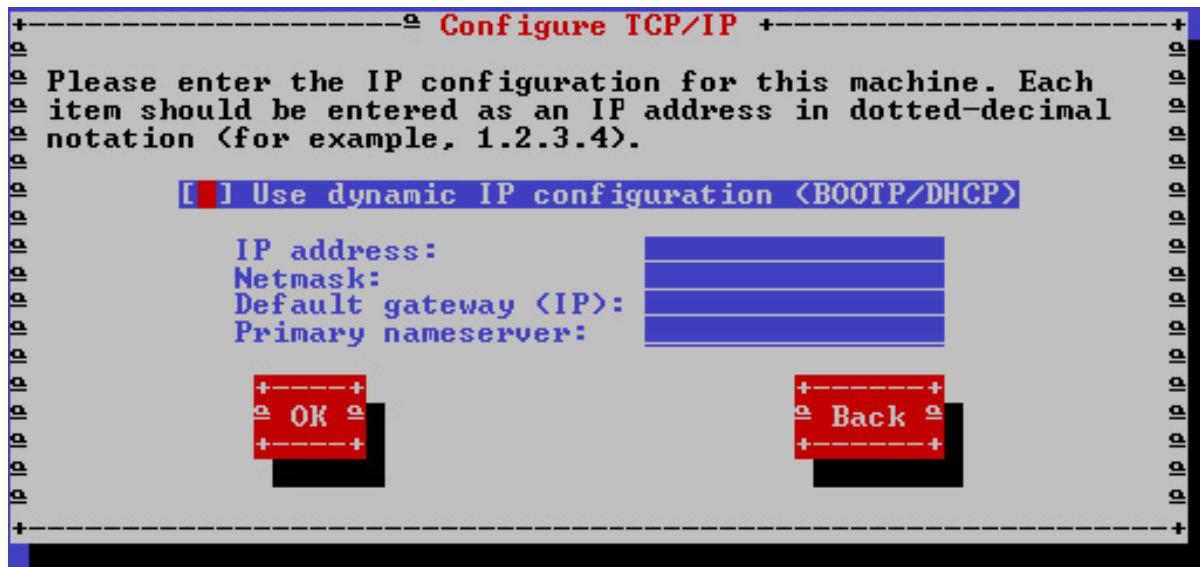 Configure TCP/IP
Please enter the IP configuration for this machine. Each
item should be entered as an IP address in dotted-decimal
notation (for example, 1.2.3.4).
[ ] Use dynamic IP configuration (BOOTP/DHCP)
IP address:
Netmask:
Default gateway (IP):
Primary nameserver:
OK Back